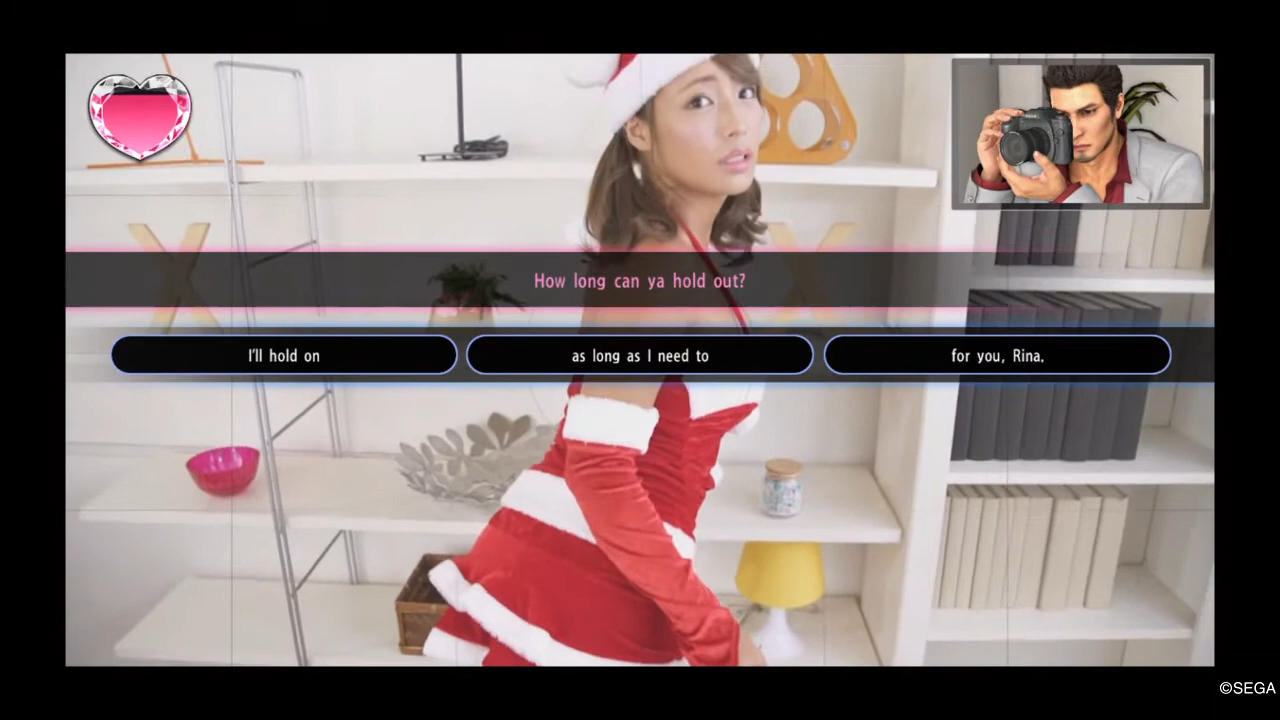 How long can ya hold out?
I'll hold on
as long as I need to
for you, Rina.
©SEGA